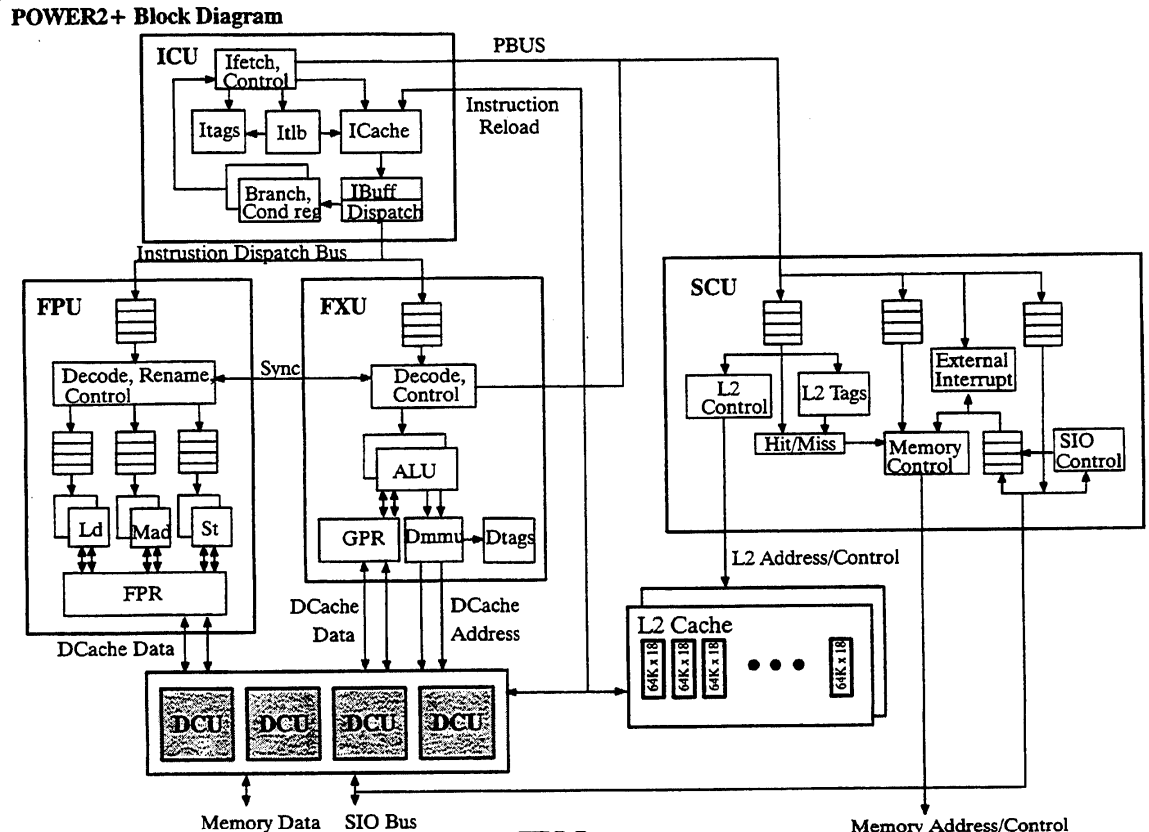 POWER2+ Block Diagram
ICU
PBUS
Ifetch,
Control
Instruction
Reload
Itags
Itlb
ICache
Branch,
Cond reg
IBuff
Dispatch
Instrustion Dispatch Bus
FPU
FXU
SCU
Decode, Rename,
Control
Sync
Decode,
Control
External
Interrupt
L2
Control
L2 Tags
Hit/Miss
Memory
Control
SIO
Control
ALU
Ld
Mad
St
GPR
Dmmu
Dtags
FPR
L2 Address/Control
DCache
Data
DCache
Address
DCache Data
L2 Cache
64K x 18
64K x 18
64K x 18
64K x 18
DCU
DCU
DCU
DCU
Memory Data
SIO Bus
Memory Address/Control